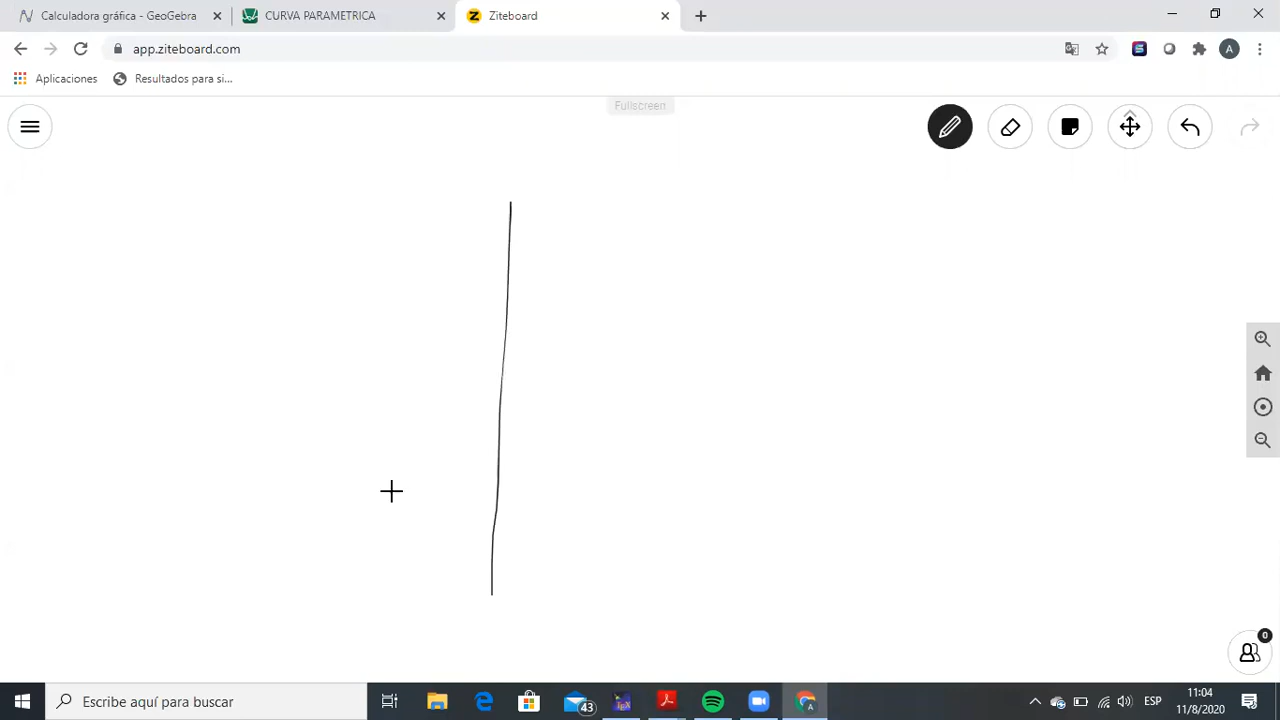 Calculadora gráfica - GeoGebra
CURVA PARAMETRICA
Ziteboard
app.ziteboard.com
A
Aplicaciones
Resultados para si...
Fullscreen
0
Escribe aquí para buscar
43
ESP
11:04
11/8/2020